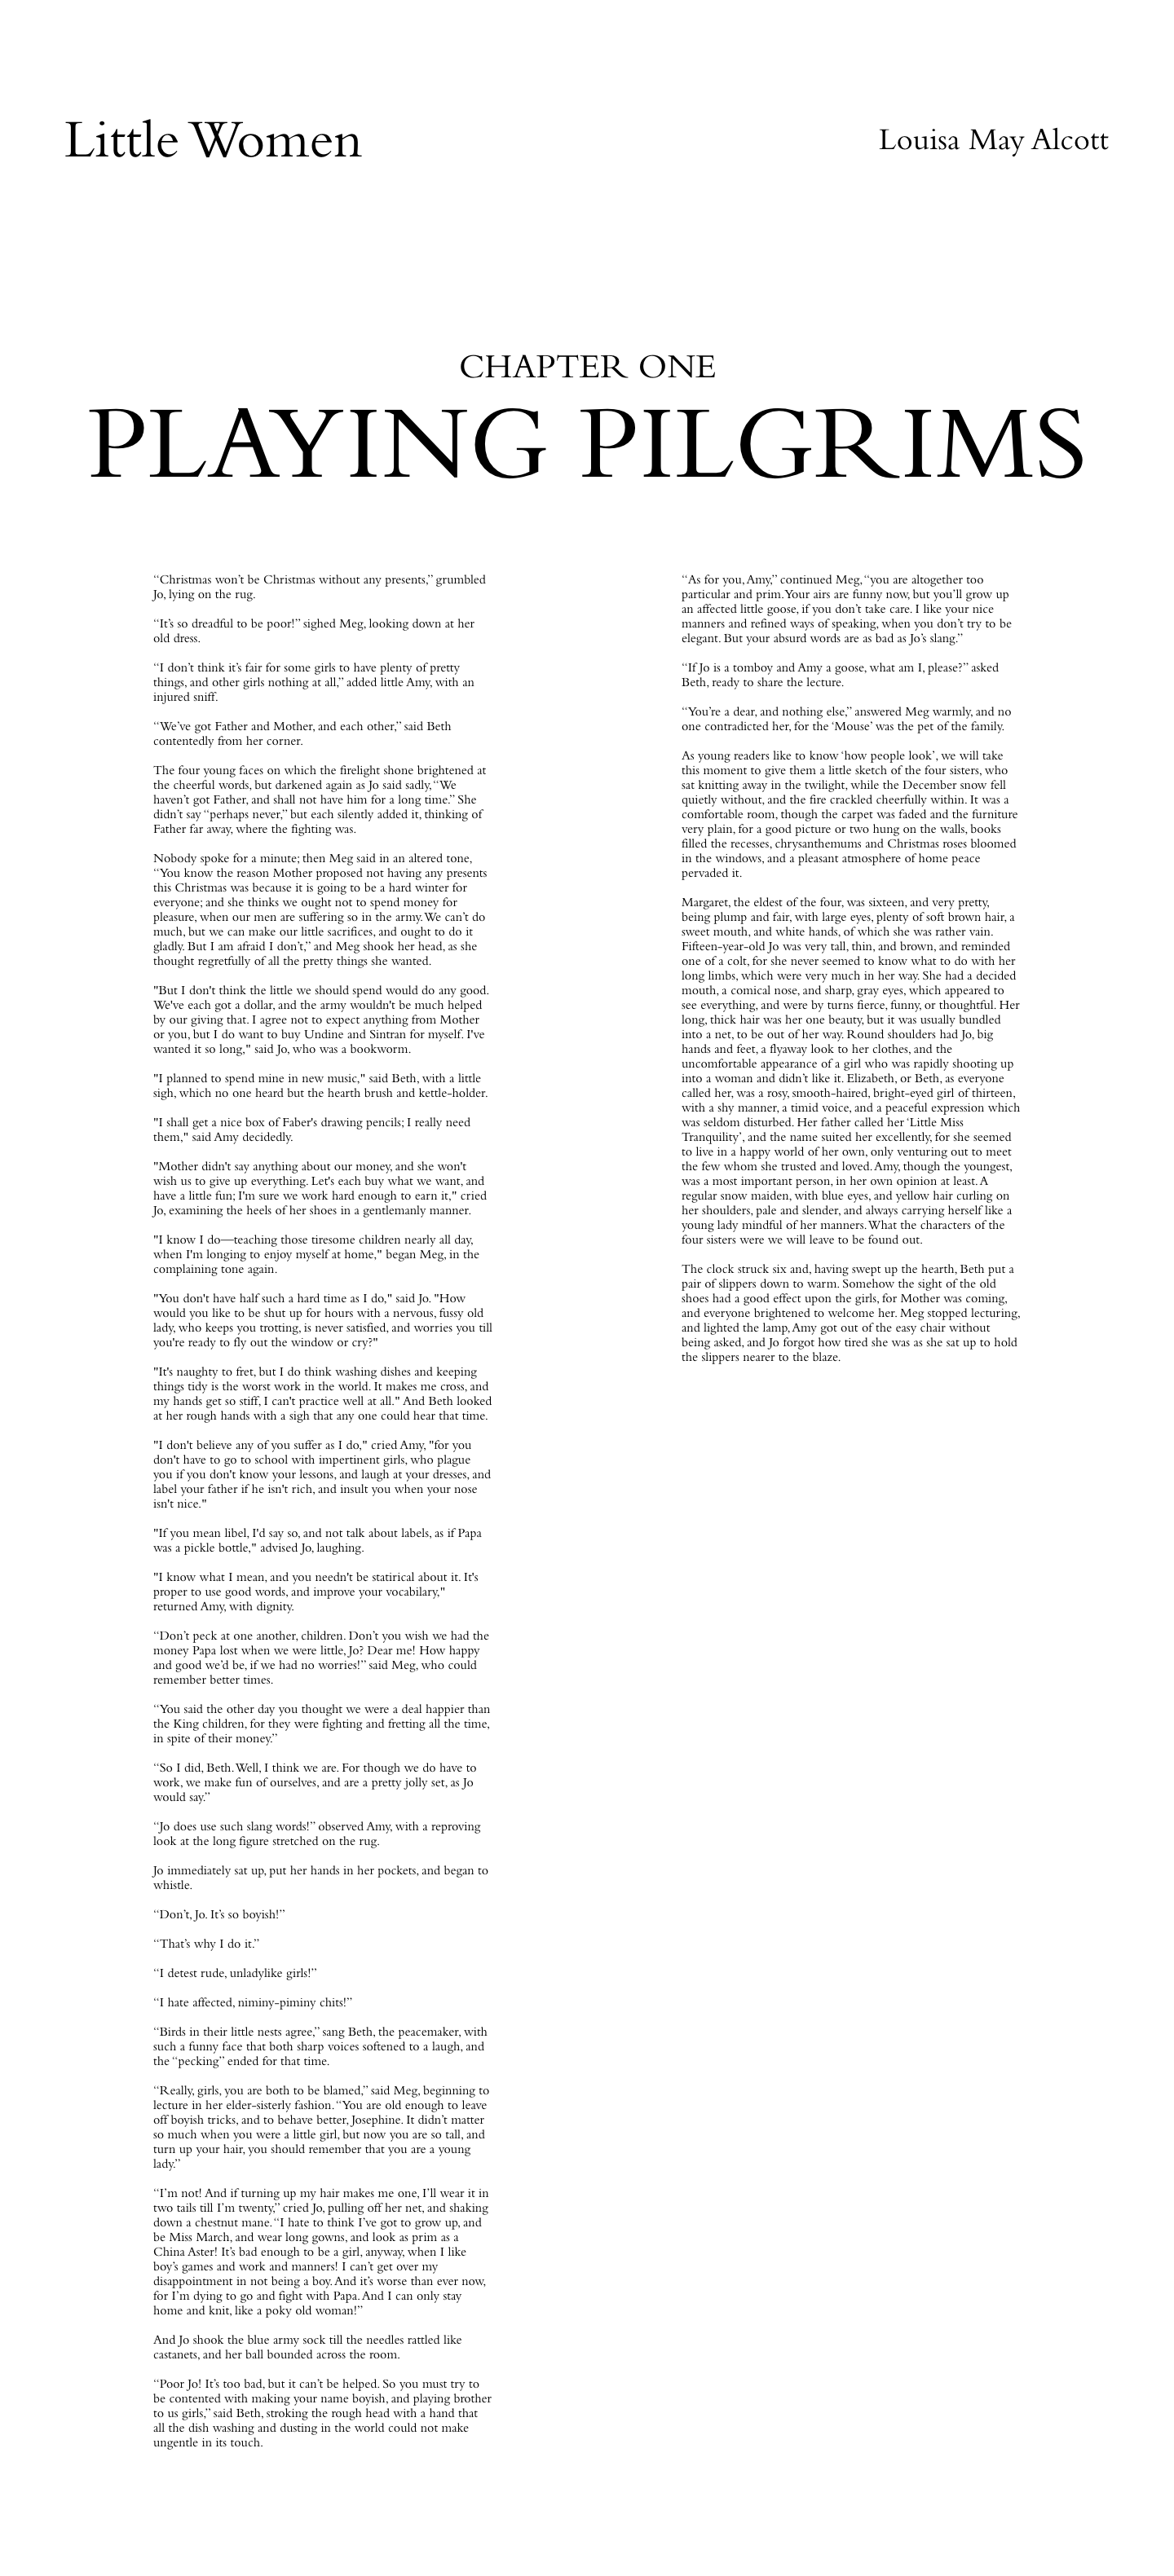 Little Women
Louisa May Alcott
CHAPTER ONE
PLAYING PILGRIMS
“Christmas won’t be Christmas without any presents,” grumbled
Jo, lying on the rug.
“It’s so dreadful to be poor!” sighed Meg, looking down at her
old dress.
“I don’t think it’s fair for some girls to have plenty of pretty
things, and other girls nothing at all,” added little Amy, with an
injured sniff.
“We’ve got Father and Mother, and each other,” said Beth
contentedly from her corner.
The four young faces on which the firelight shone brightened at
the cheerful words, but darkened again as Jo said sadly, “We
haven’t got Father, and shall not have him for a long time.” She
didn’t say “perhaps never,” but each silently added it, thinking of
Father far away, where the fighting was.
Nobody spoke for a minute; then Meg said in an altered tone,
“You know the reason Mother proposed not having any presents
this Christmas was because it is going to be a hard winter for
everyone; and she thinks we ought not to spend money for
pleasure, when our men are suffering so in the army. We can’t do
much, but we can make our little sacrifices, and ought to do it
gladly. But I am afraid I don’t,” and Meg shook her head, as she
thought regretfully of all the pretty things she wanted.
"But I don't think the little we should spend would do any good.
We've each got a dollar, and the army wouldn't be much helped
by our giving that. I agree not to expect anything from Mother
or you, but I do want to buy Undine and Sintran for myself. I've
wanted it so long," said Jo, who was a bookworm.
"I planned to spend mine in new music," said Beth, with a little
sigh, which no one heard but the hearth brush and kettle-holder.
"I shall get a nice box of Faber's drawing pencils; I really need
them," said Amy decidedly.
"Mother didn't say anything about our money, and she won't
wish us to give up everything. Let's each buy what we want, and
have a little fun; I'm sure we work hard enough to earn it," cried
Jo, examining the heels of her shoes in a gentlemanly manner.
"I know I do—teaching those tiresome children nearly all day,
when I'm longing to enjoy myself at home," began Meg, in the
complaining tone again.
"You don't have half such a hard time as I do," said Jo. "How
would you like to be shut up for hours with a nervous, fussy old
lady, who keeps you trotting, is never satisfied, and worries you till
you're ready to fly out the window or cry?"
"It's naughty to fret, but I do think washing dishes and keeping
things tidy is the worst work in the world. It makes me cross, and
my hands get so stiff, I can't practice well at all." And Beth looked
at her rough hands with a sigh that any one could hear that time.
"I don't believe any of you suffer as I do," cried Amy, "for you
don't have to go to school with impertinent girls, who plague
you if you don't know your lessons, and laugh at your dresses, and
label your father if he isn't rich, and insult you when your nose
isn't nice."
"If you mean libel, I'd say so, and not talk about labels, as if Papa
was a pickle bottle," advised Jo, laughing.
"I know what I mean, and you needn't be statirical about it. It's
proper to use good words, and improve your vocabilary,"
returned Amy, with dignity.
“Don’t peck at one another, children. Don’t you wish we had the
money Papa lost when we were little, Jo? Dear me! How happy
and good we’d be, if we had no worries!” said Meg, who could
remember better times.
“You said the other day you thought we were a deal happier than
the King children, for they were fighting and fretting all the time,
in spite of their money.”
“So I did, Beth. Well, I think we are. For though we do have to
work, we make fun of ourselves, and are a pretty jolly set, as Jo
would say.”
“Jo does use such slang words!” observed Amy, with a reproving
look at the long figure stretched on the rug.
Jo immediately sat up, put her hands in her pockets, and began to
whistle.
“Don’t, Jo. It’s so boyish!”
“That’s why I do it.”
“I detest rude, unladylike girls!”
“I hate affected, niminy-piminy chits!”
“Birds in their little nests agree,” sang Beth, the peacemaker, with
such a funny face that both sharp voices softened to a laugh, and
the “pecking” ended for that time.
“Really, girls, you are both to be blamed,” said Meg, beginning to
lecture in her elder-sisterly fashion. “You are old enough to leave
off boyish tricks, and to behave better, Josephine. It didn’t matter
so much when you were a little girl, but now you are so tall, and
turn up your hair, you should remember that you are a young
lady.”
“I’m not! And if turning up my hair makes me one, I’ll wear it in
two tails till I’m twenty,” cried Jo, pulling off her net, and shaking
down a chestnut mane. “I hate to think I’ve got to grow up, and
be Miss March, and wear long gowns, and look as prim as a
China Aster! It’s bad enough to be a girl, anyway, when I like
boy’s games and work and manners! I can’t get over my
disappointment in not being a boy. And it’s worse than ever now,
for I’m dying to go and fight with Papa. And I can only stay
home and knit, like a poky old woman!”
And Jo shook the blue army sock till the needles rattled like
castanets, and her ball bounded across the room.
“Poor Jo! It’s too bad, but it can’t be helped. So you must try to
be contented with making your name boyish, and playing brother
to us girls,” said Beth, stroking the rough head with a hand that
all the dish washing and dusting in the world could not make
ungentle in its touch.
“As for you, Amy,” continued Meg, “you are altogether too
particular and prim. Your airs are funny now, but you’ll grow up
an affected little goose, if you don’t take care. I like your nice
manners and refined ways of speaking, when you don’t try to be
elegant. But your absurd words are as bad as Jo’s slang.”
“If Jo is a tomboy and Amy a goose, what am I, please?” asked
Beth, ready to share the lecture.
“You’re a dear, and nothing else,” answered Meg warmly, and no
one contradicted her, for the ‘Mouse’ was the pet of the family.
As young readers like to know ‘how people look’, we will take
this moment to give them a little sketch of the four sisters, who
sat knitting away in the twilight, while the December snow fell
quietly without, and the fire crackled cheerfully within. It was a
comfortable room, though the carpet was faded and the furniture
very plain, for a good picture or two hung on the walls, books
filled the recesses, chrysanthemums and Christmas roses bloomed
in the windows, and a pleasant atmosphere of home peace
pervaded it.
Margaret, the eldest of the four, was sixteen, and very pretty,
being plump and fair, with large eyes, plenty of soft brown hair, a
sweet mouth, and white hands, of which she was rather vain.
Fifteen-year-old Jo was very tall, thin, and brown, and reminded
one of a colt, for she never seemed to know what to do with her
long limbs, which were very much in her way. She had a decided
mouth, a comical nose, and sharp, gray eyes, which appeared to
see everything, and were by turns fierce, funny, or thoughtful. Her
long, thick hair was her one beauty, but it was usually bundled
into a net, to be out of her way. Round shoulders had Jo, big
hands and feet, a flyaway look to her clothes, and the
uncomfortable appearance of a girl who was rapidly shooting up
into a woman and didn’t like it. Elizabeth, or Beth, as everyone
called her, was a rosy, smooth-haired, bright-eyed girl of thirteen,
with a shy manner, a timid voice, and a peaceful expression which
was seldom disturbed. Her father called her ‘Little Miss
Tranquility’, and the name suited her excellently, for she seemed
to live in a happy world of her own, only venturing out to meet
the few whom she trusted and loved. Amy, though the youngest,
was a most important person, in her own opinion at least. A
regular snow maiden, with blue eyes, and yellow hair curling on
her shoulders, pale and slender, and always carrying herself like a
young lady mindful of her manners. What the characters of the
four sisters were we will leave to be found out.
The clock struck six and, having swept up the hearth, Beth put a
pair of slippers down to warm. Somehow the sight of the old
shoes had a good effect upon the girls, for Mother was coming,
and everyone brightened to welcome her. Meg stopped lecturing,
and lighted the lamp, Amy got out of the easy chair without
being asked, and Jo forgot how tired she was as she sat up to hold
the slippers nearer to the blaze.